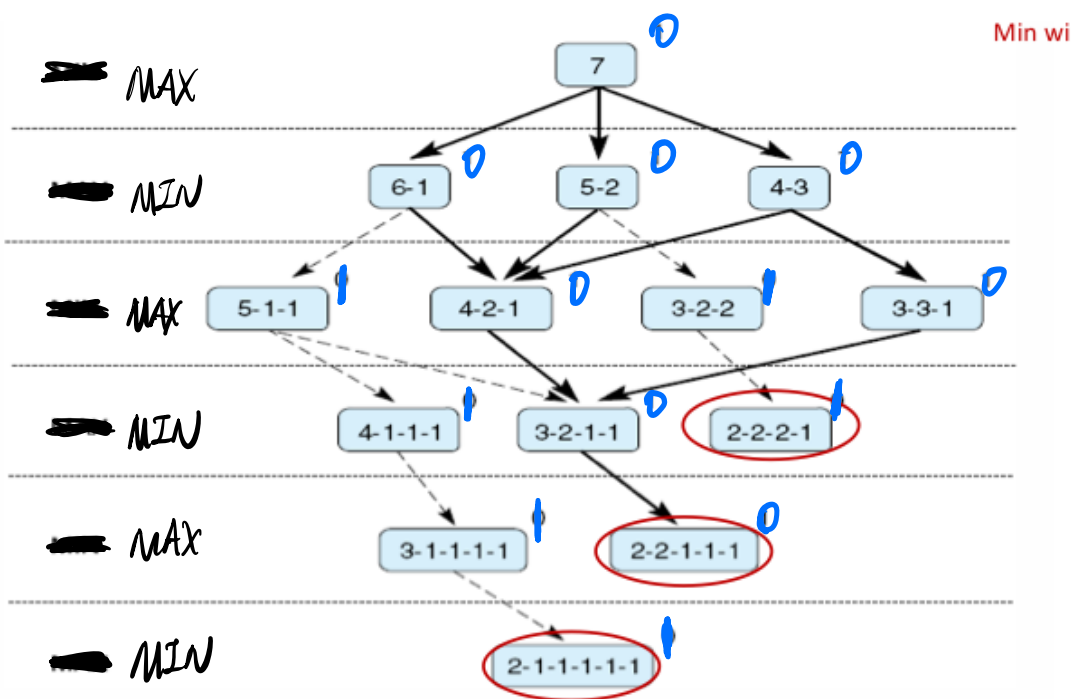 0
Min wi
MAX 7
0 0 0
MIN 6-1 5-2 4-3
1 0 1 0
MAX 5-1-1 4-2-1 3-2-2 3-3-1
1 0 1
MIN 4-1-1-1 3-2-1-1 2-2-2-1
1 0
MAX 3-1-1-1-1 2-2-1-1-1
1
MIN 2-1-1-1-1-1